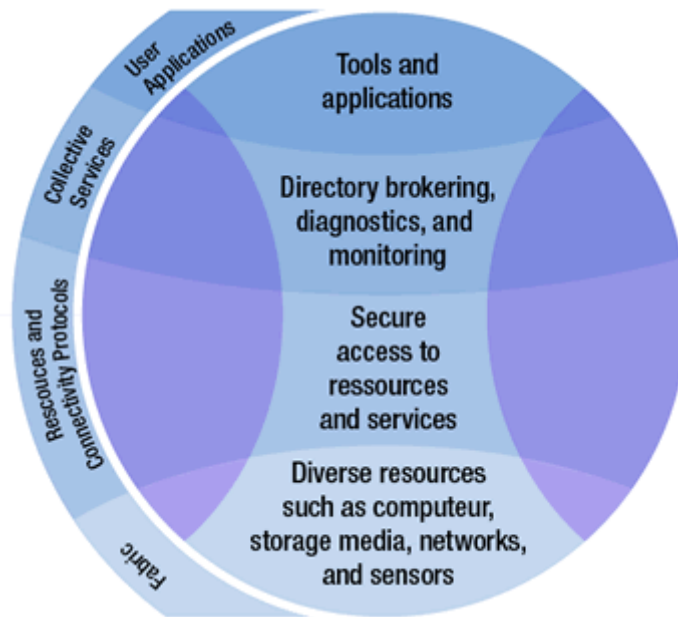 User
Applications
Tools and
applications
Collective
Services
Directory brokering,
diagnostics, and
monitoring
Rescouces and
Connectivity Protocols
Secure
access to
ressources
and services
Fabric
Diverse resources
such as computeur,
storage media, networks,
and sensors